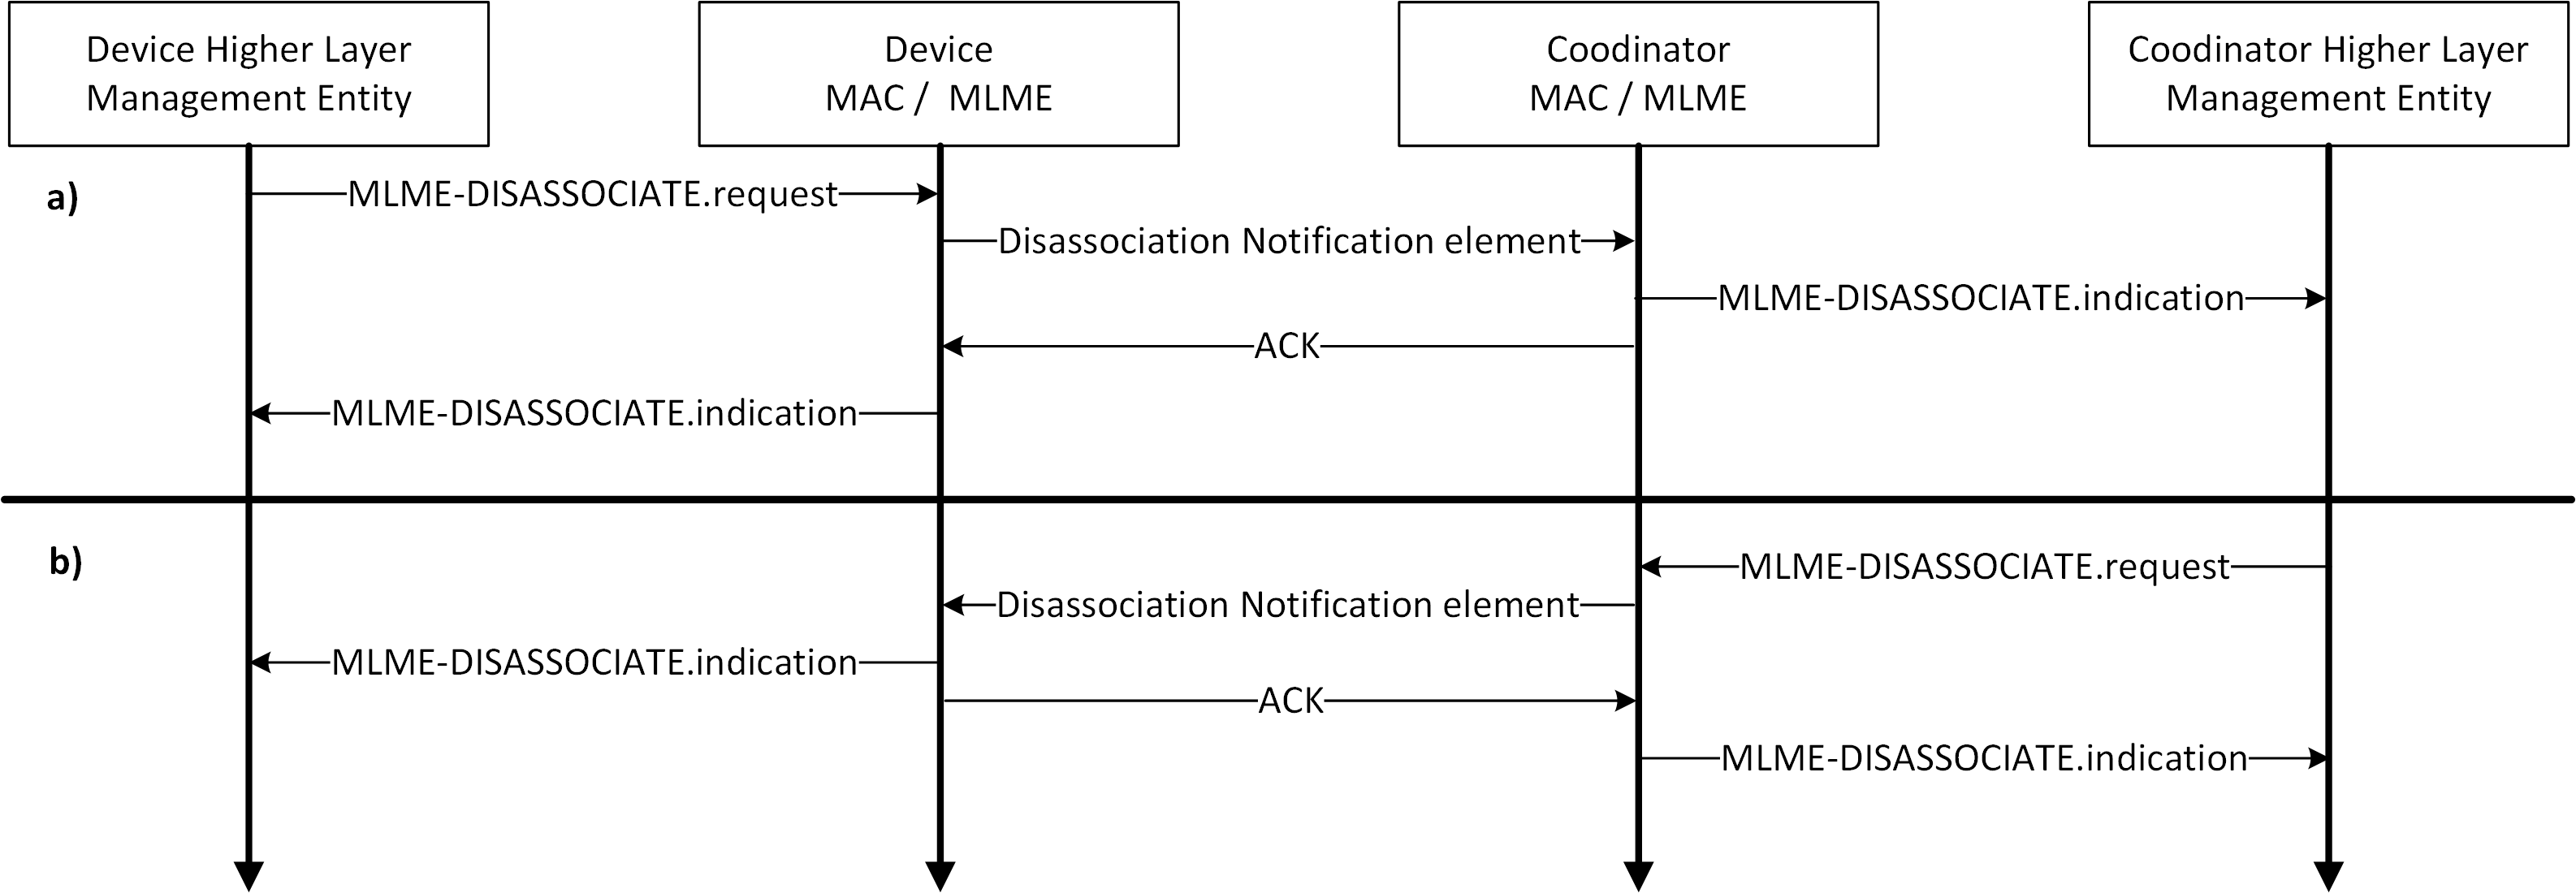 Device Higher Layer
Management Entity
Device
MAC /  MLME
Coodinator
MAC / MLME
Coodinator Higher Layer
Management Entity
a)
MLME-DISASSOCIATE.request
Disassociation Notification element
MLME-DISASSOCIATE.indication
ACK
MLME-DISASSOCIATE.indication
b)
MLME-DISASSOCIATE.request
Disassociation Notification element
MLME-DISASSOCIATE.indication
ACK
MLME-DISASSOCIATE.indication